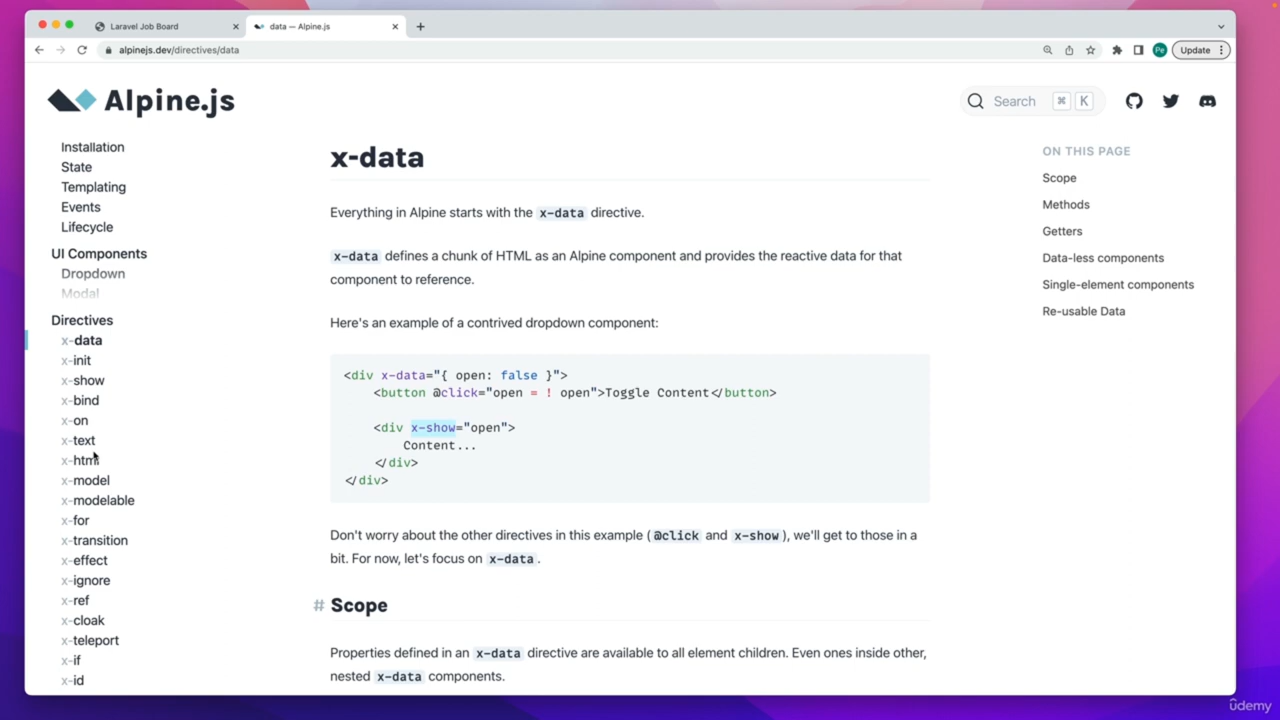 Laravel Job Board
data — Alpine.js
alpinejs.dev/directives/data
Pe
Update
Alpine.js
Search ⌘ K
Installation
State
Templating
Events
Lifecycle
UI Components
Dropdown
Modal
Directives
x-data
x-init
x-show
x-bind
x-on
x-text
x-html
x-model
x-modelable
x-for
x-transition
x-effect
x-ignore
x-ref
x-cloak
x-teleport
x-if
x-id
x-data
Everything in Alpine starts with the x-data directive.
x-data defines a chunk of HTML as an Alpine component and provides the reactive data for that
component to reference.
Here's an example of a contrived dropdown component:
<div x-data="{ open: false }">
<button @click="open = ! open">Toggle Content</button>
<div x-show="open">
Content...
</div>
</div>
Don't worry about the other directives in this example (@click and x-show), we'll get to those in a
bit. For now, let's focus on x-data.
# Scope
Properties defined in an x-data directive are available to all element children. Even ones inside other,
nested x-data components.
ON THIS PAGE
Scope
Methods
Getters
Data-less components
Single-element components
Re-usable Data
ûdemy